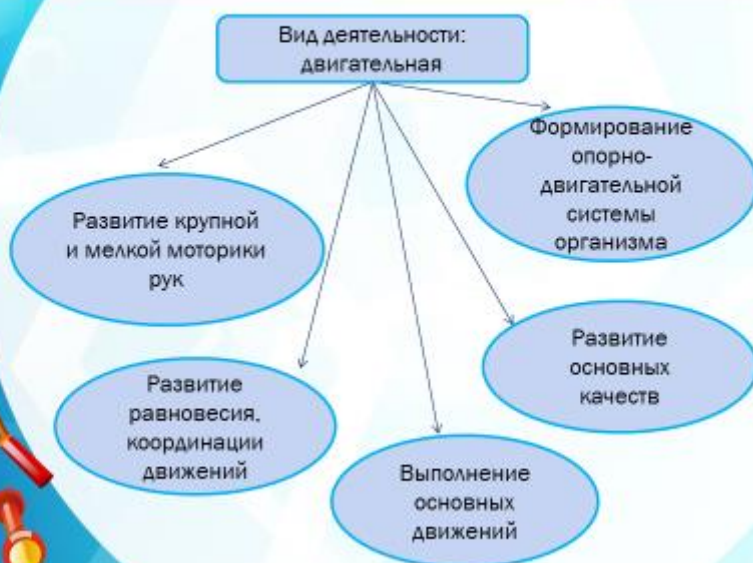 Вид деятельности:
двигательная
Формирование
опорно-
двигательной
системы
организма
Развитие крупной
и мелкой моторики
рук
Развитие
основных
качеств
Развитие
равновесия,
координации
движений
Выполнение
основных
движений